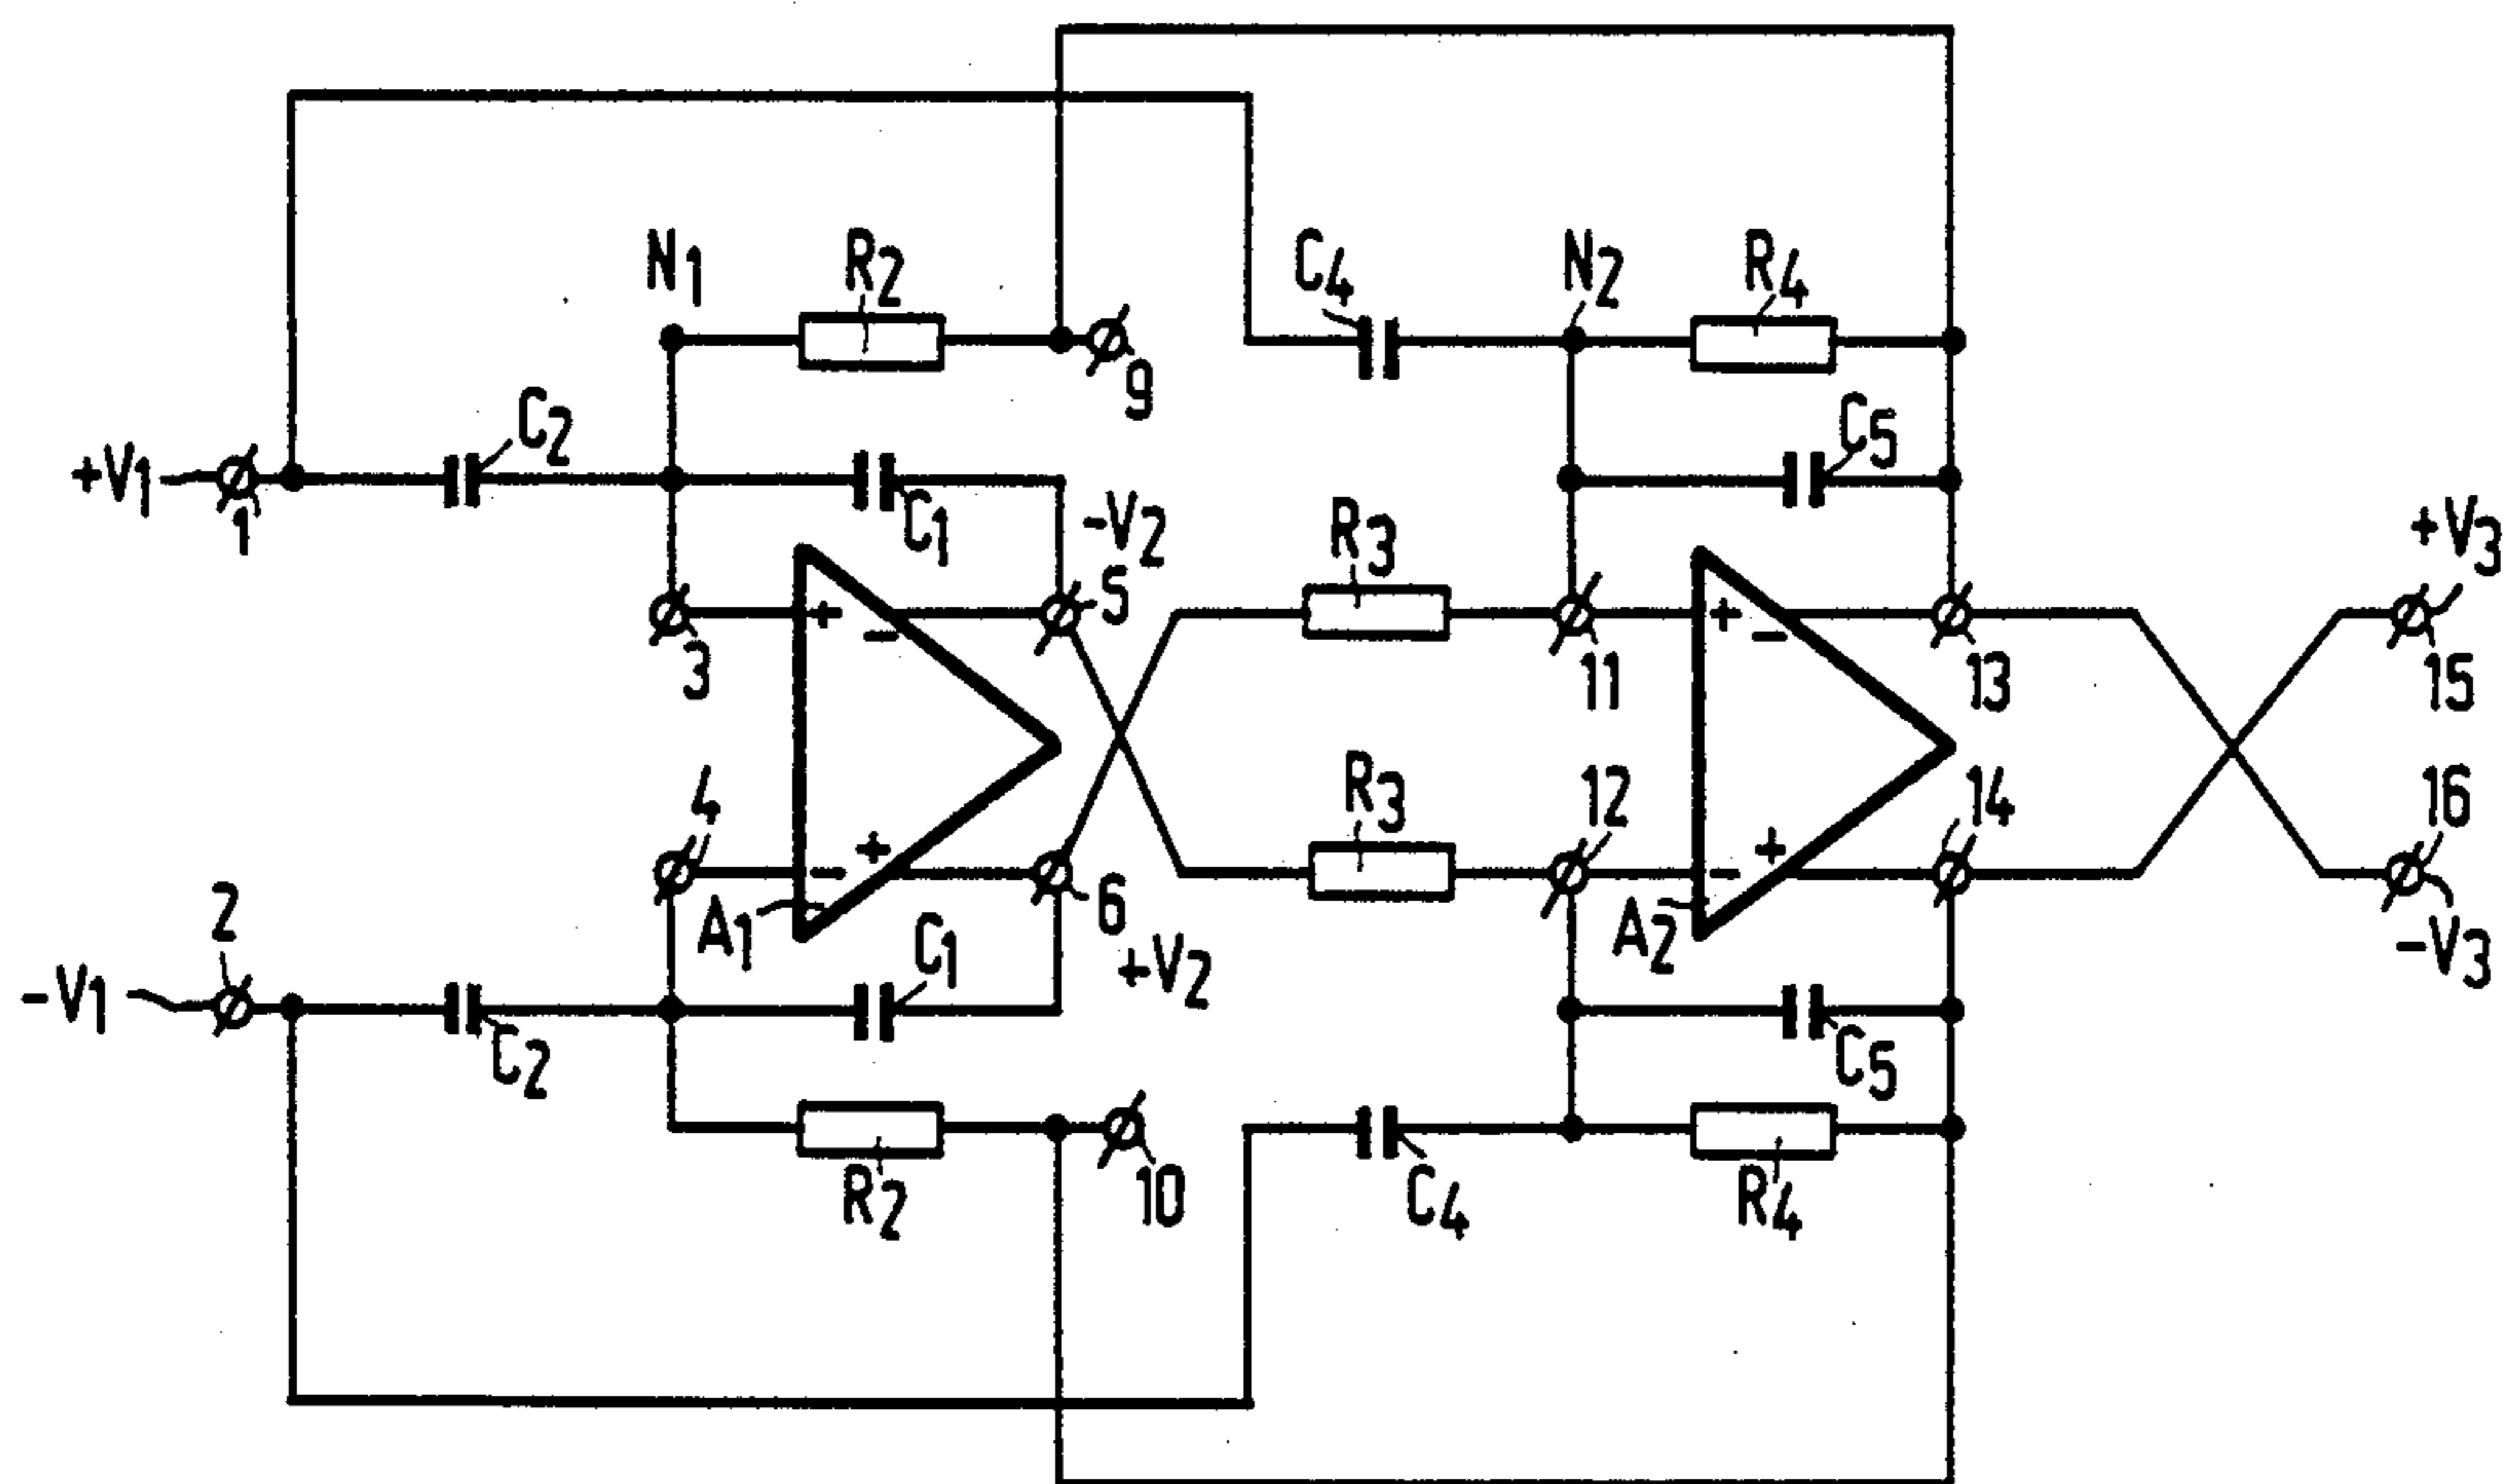 N1 R2 C4 N2 R4
9
+V1 1 C2 C1 -V2 C5
5 R3 +V3
+ - + -
3 11 13 15
4 R3 12 14 16
+ - + -
2 A1 C1 6 A2
-V1 +V2 -V3
C2 C5
R2 10 C4 R4